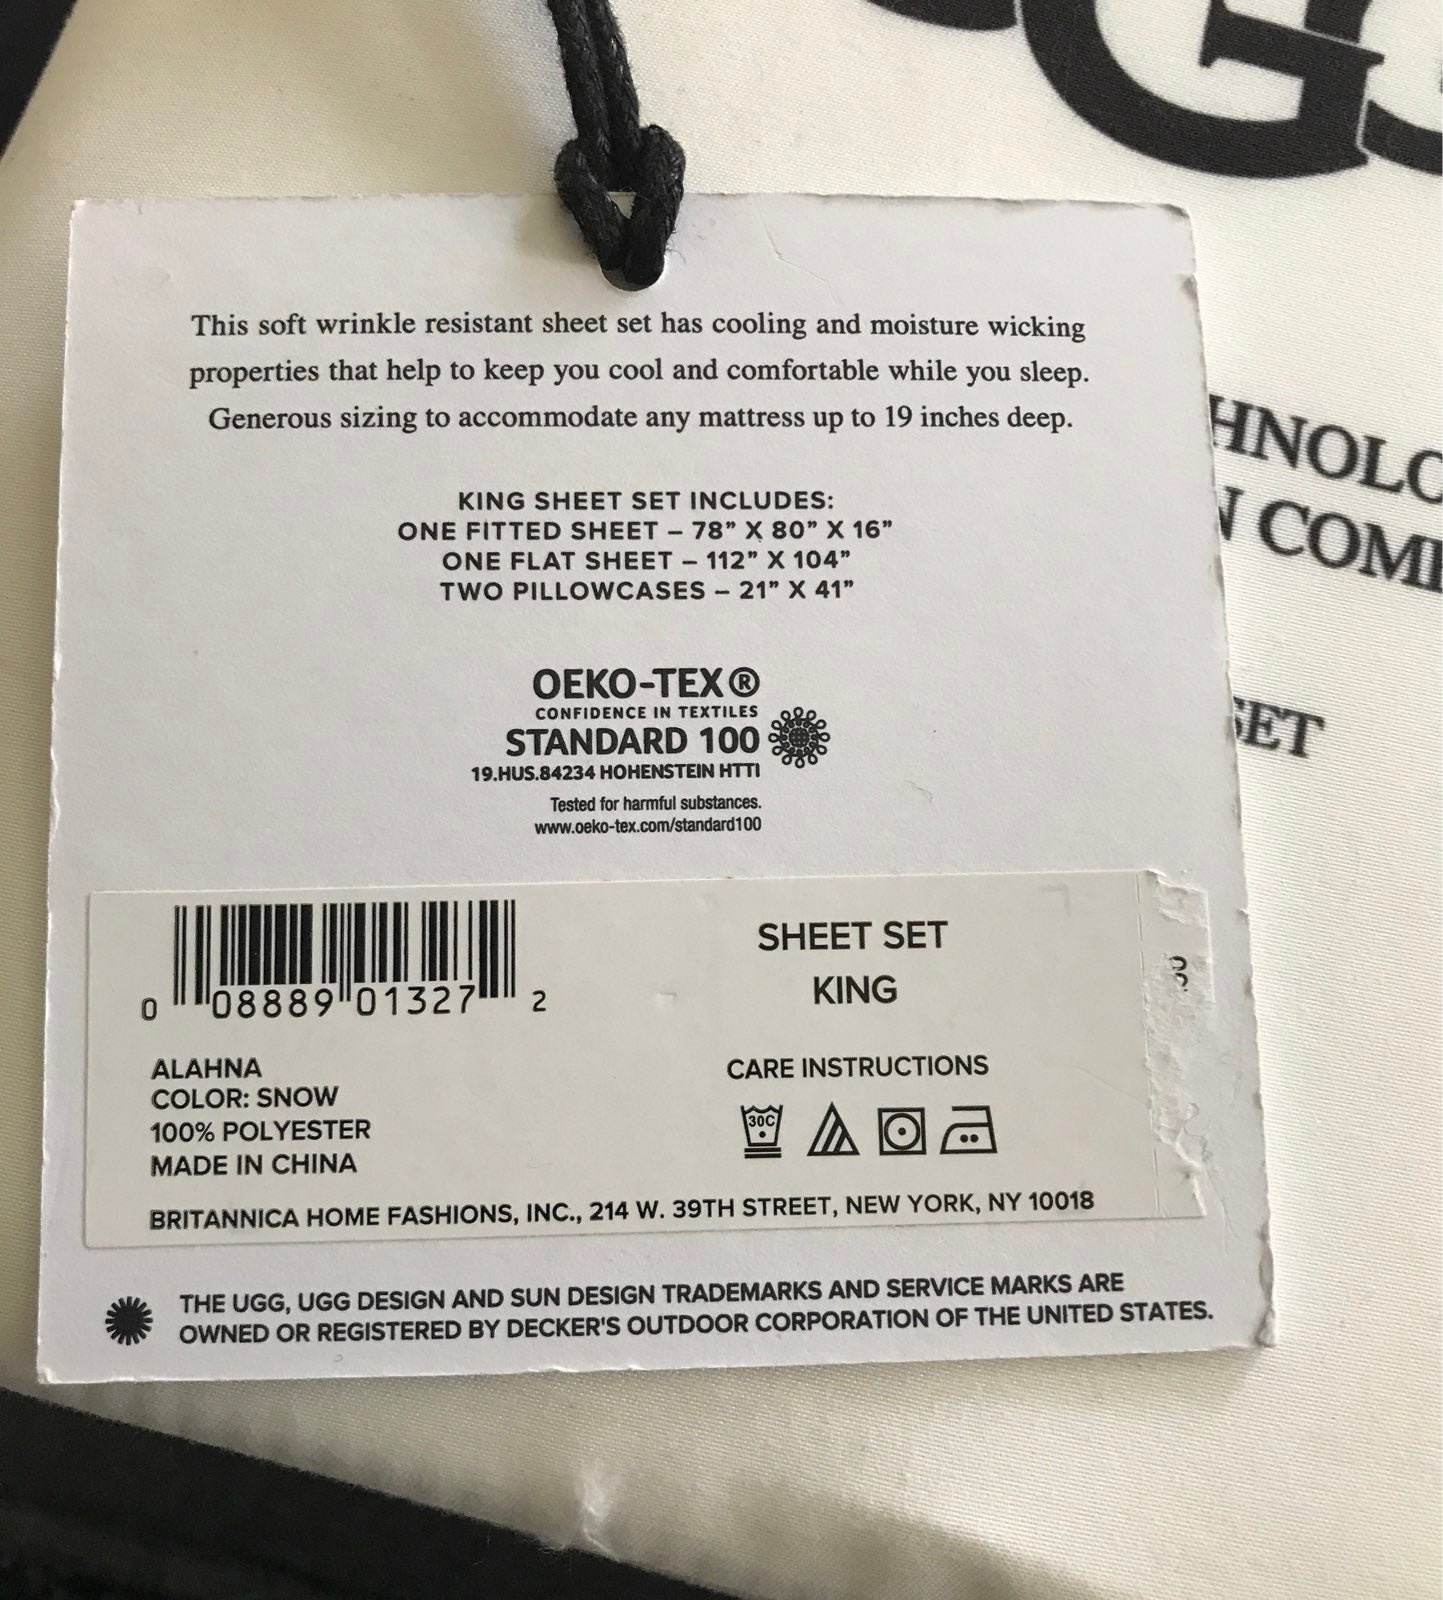 G
HNOLO
N COM
SET
This soft wrinkle resistant sheet set has cooling and moisture wicking
properties that help to keep you cool and comfortable while you sleep.
Generous sizing to accommodate any mattress up to 19 inches deep.
KING SHEET SET INCLUDES:
ONE FITTED SHEET – 78” X 80” X 16”
ONE FLAT SHEET – 112” X 104”
TWO PILLOWCASES – 21” X 41”
OEKO-TEX®
CONFIDENCE IN TEXTILES
STANDARD 100
19.HUS.84234 HOHENSTEIN HTTI
Tested for harmful substances.
www.oeko-tex.com/standard100
0 08889 01327 2
SHEET SET
KING
ALAHNA
COLOR: SNOW
100% POLYESTER
MADE IN CHINA
CARE INSTRUCTIONS
30C
BRITANNICA HOME FASHIONS, INC., 214 W. 39TH STREET, NEW YORK, NY 10018
THE UGG, UGG DESIGN AND SUN DESIGN TRADEMARKS AND SERVICE MARKS ARE
OWNED OR REGISTERED BY DECKER'S OUTDOOR CORPORATION OF THE UNITED STATES.